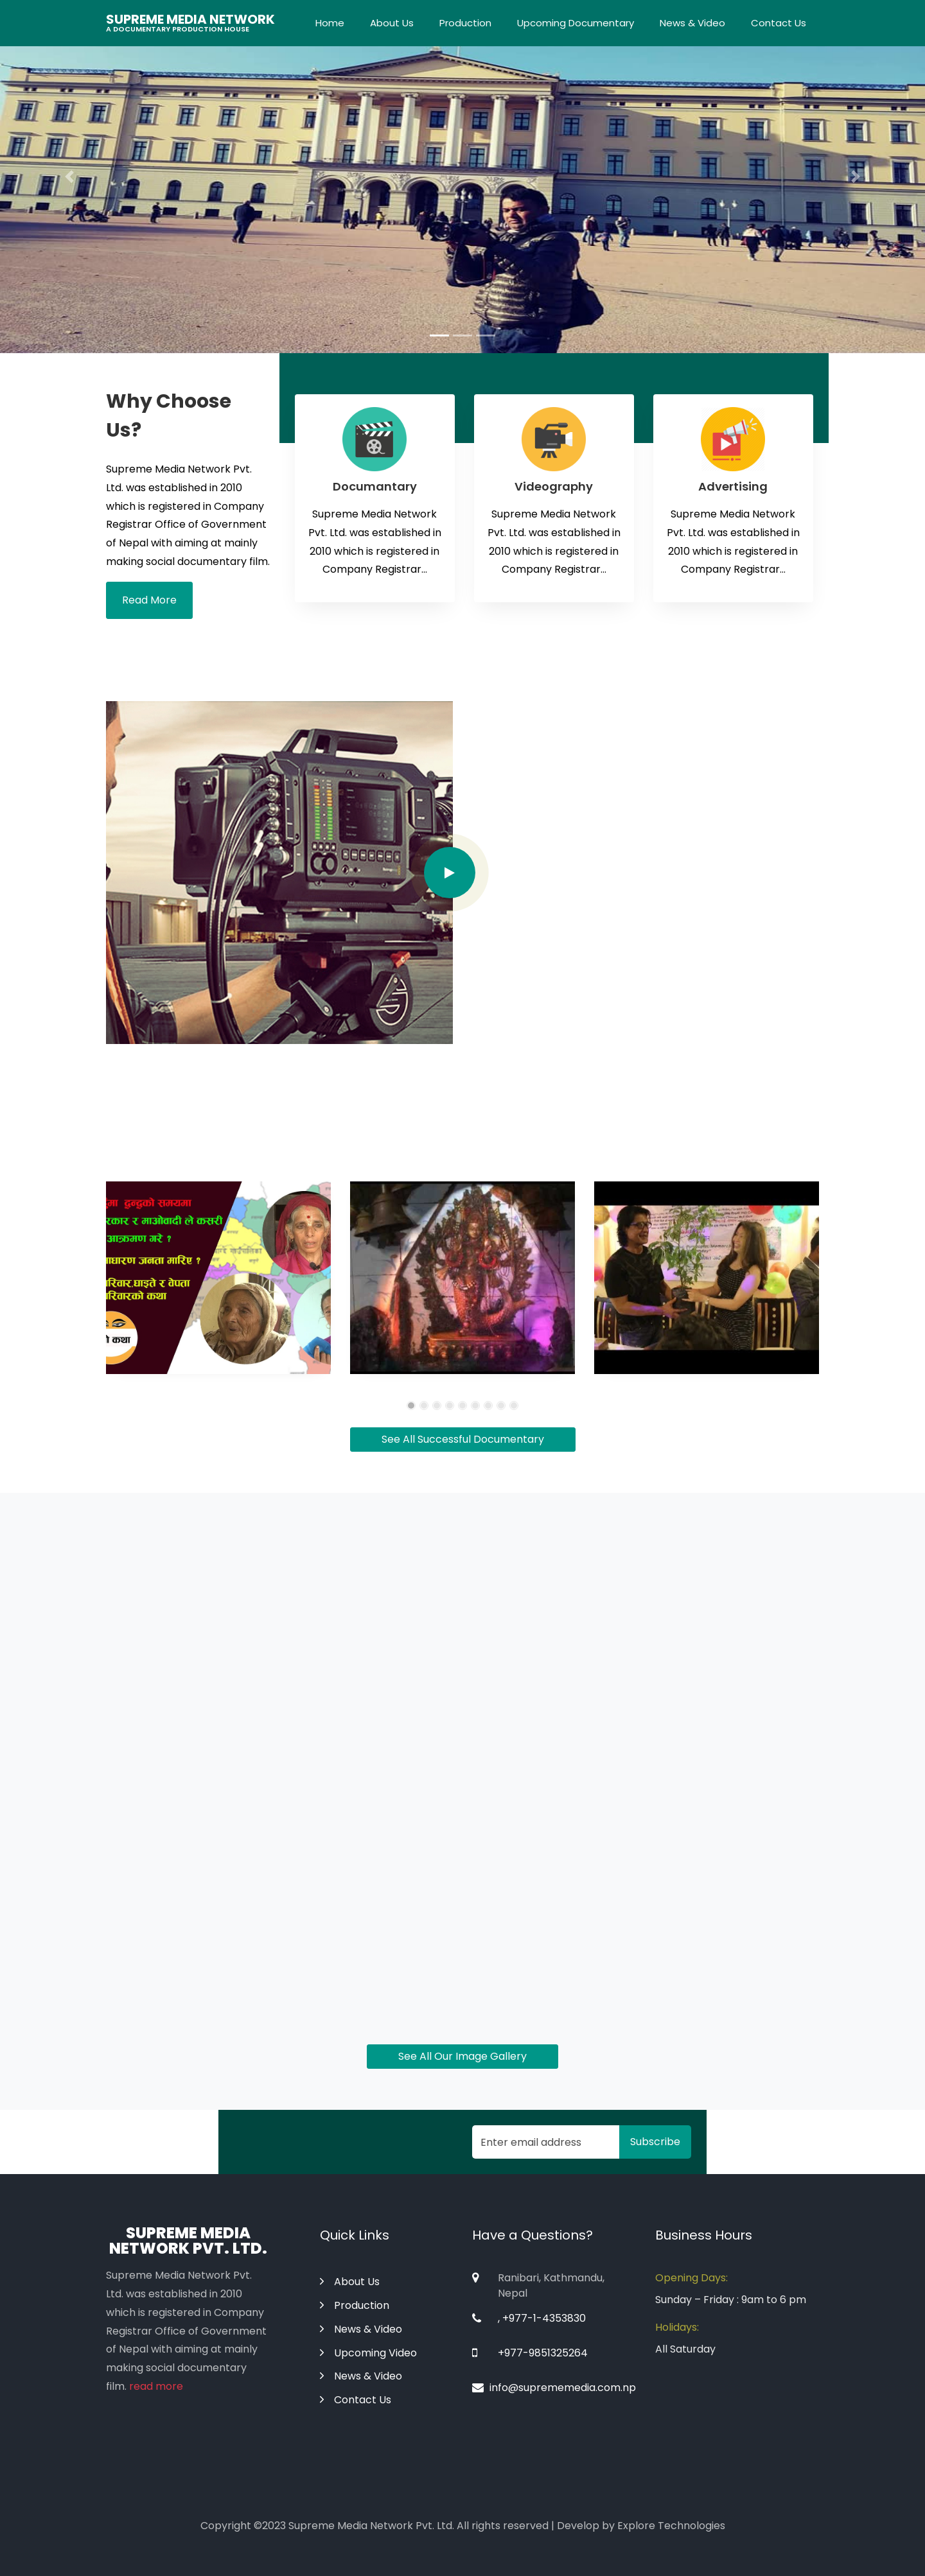 SUPREME MEDIA NETWORK
A DOCUMENTARY PRODUCTION HOUSE
Home About Us Production Upcoming Documentary News & Video Contact Us
Why Choose
Us?
Supreme Media Network Pvt.
Ltd. was established in 2010
which is registered in Company
Registrar Office of Government
of Nepal with aiming at mainly
making social documentary film.
Read More
Documantary
Supreme Media Network
Pvt. Ltd. was established in
2010 which is registered in
Company Registrar...
Videography
Supreme Media Network
Pvt. Ltd. was established in
2010 which is registered in
Company Registrar...
Advertising
Supreme Media Network
Pvt. Ltd. was established in
2010 which is registered in
Company Registrar...
द्वन्द्वको समयमा
रकार र माओवादी ले कसरी
आक्रमण गरे ?
ाधारण जनता मारिए ?
रिवार,घाइते र वेपता
रिवारको कथा
कथा
See All Successful Documentary
See All Our Image Gallery
Enter email address
Subscribe
SUPREME MEDIA
NETWORK PVT. LTD.
Supreme Media Network Pvt.
Ltd. was established in 2010
which is registered in Company
Registrar Office of Government
of Nepal with aiming at mainly
making social documentary
film. read more
Quick Links
About Us
Production
News & Video
Upcoming Video
News & Video
Contact Us
Have a Questions?
Ranibari, Kathmandu,
Nepal
, +977-1-4353830
+977-9851325264
info@suprememedia.com.np
Business Hours
Opening Days:
Sunday – Friday : 9am to 6 pm
Holidays:
All Saturday
Copyright ©2023 Supreme Media Network Pvt. Ltd. All rights reserved | Develop by Explore Technologies